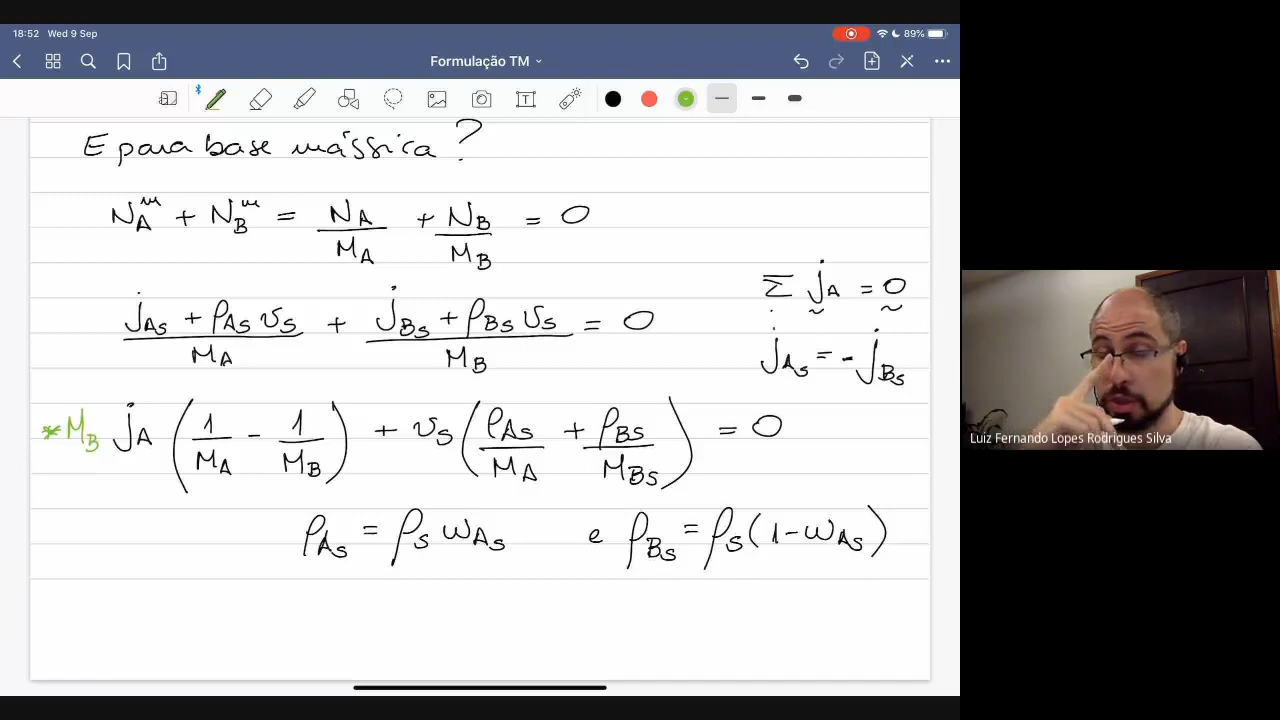 18:52 Wed 9 Sep 89%
Formulação TM
E para base mássica?
N_A^m + N_B^m = N_A/M_A + N_B/M_B = 0
(j_As + ρ_As v_s)/M_A + (j_Bs + ρ_Bs v_s)/M_B = 0
Σ j_A = 0
j_As = - j_Bs
*M_B j_A (1/M_A - 1/M_B) + v_s (ρ_As/M_A + ρ_Bs/M_Bs) = 0
ρ_As = ρ_s ω_As e ρ_Bs = ρ_s (1-ω_As)
Luiz Fernando Lopes Rodrigues Silva